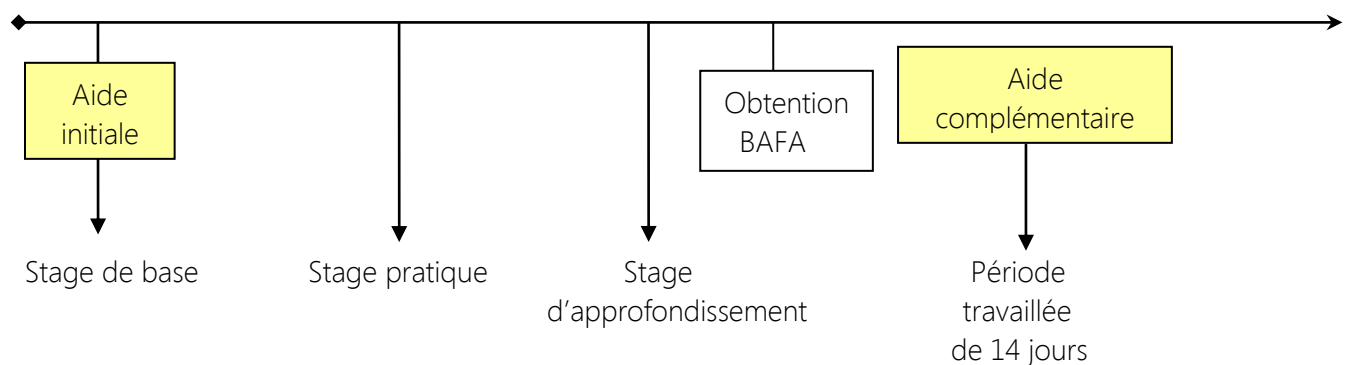 Aide
initiale
Obtention
BAFA
Aide
complémentaire
Stage de base
Stage pratique
Stage
d’approfondissement
Période
travaillée
de 14 jours